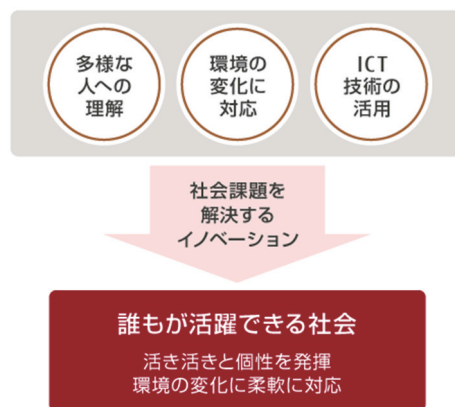 多様な
人への
理解
環境の
変化に
対応
ICT
技術の
活用
社会課題を
解決する
イノベーション
誰もが活躍できる社会
活き活きと個性を発揮
環境の変化に柔軟に対応